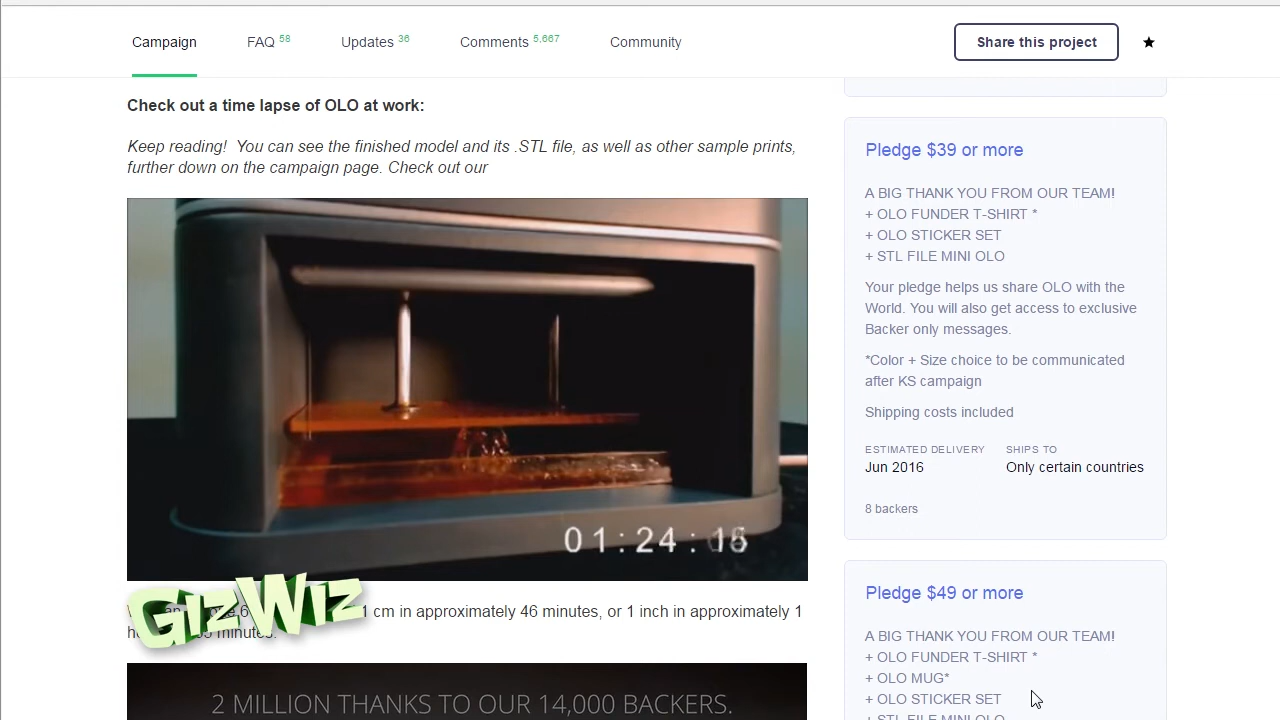 Campaign FAQ 58 Updates 36 Comments 5,667 Community Share this project
Check out a time lapse of OLO at work:
Keep reading! You can see the finished model and its .STL file, as well as other sample prints,
further down on the campaign page. Check out our
01:24:15
GizWiz
1 cm in approximately 46 minutes, or 1 inch in approximately 1
minutes.
2 MILLION THANKS TO OUR 14,000 BACKERS.
Pledge $39 or more
A BIG THANK YOU FROM OUR TEAM!
+ OLO FUNDER T-SHIRT *
+ OLO STICKER SET
+ STL FILE MINI OLO
Your pledge helps us share OLO with the
World. You will also get access to exclusive
Backer only messages.
*Color + Size choice to be communicated
after KS campaign
Shipping costs included
ESTIMATED DELIVERY SHIPS TO
Jun 2016 Only certain countries
8 backers
Pledge $49 or more
A BIG THANK YOU FROM OUR TEAM!
+ OLO FUNDER T-SHIRT *
+ OLO MUG*
+ OLO STICKER SET
+ STL FILE MINI OLO